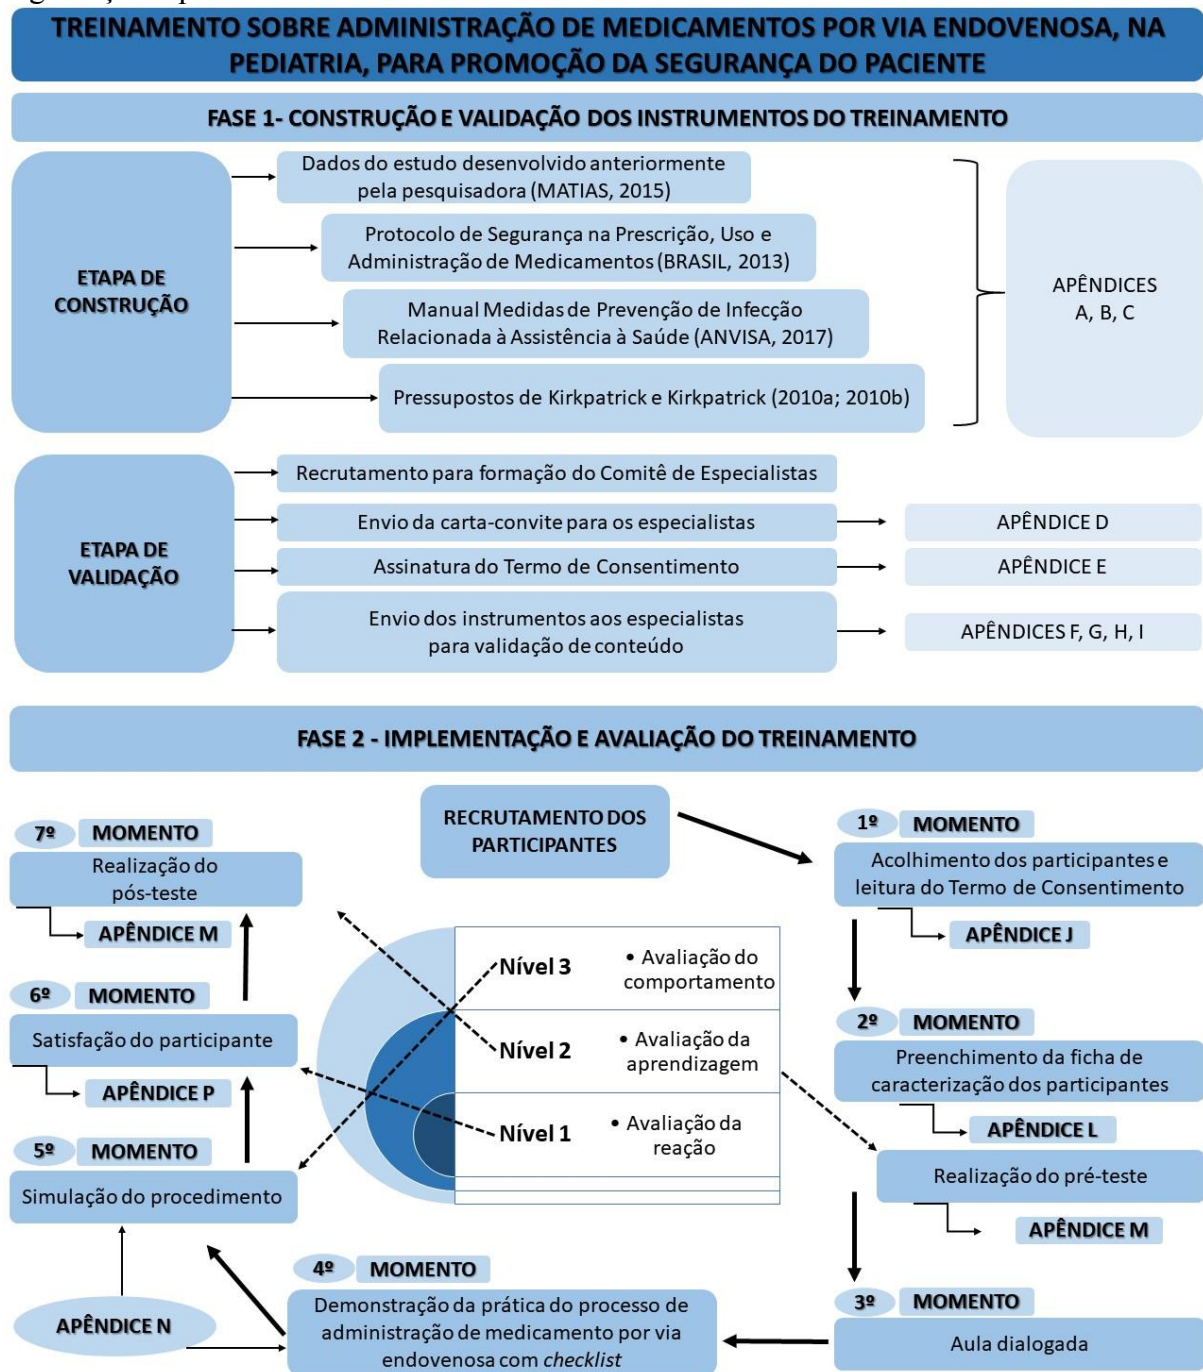 TREINAMENTO SOBRE ADMINISTRAÇÃO DE MEDICAMENTOS POR VIA ENDOVENOSA, NA
PEDIATRIA, PARA PROMOÇÃO DA SEGURANÇA DO PACIENTE
FASE 1- CONSTRUÇÃO E VALIDAÇÃO DOS INSTRUMENTOS DO TREINAMENTO
ETAPA DE
CONSTRUÇÃO
Dados do estudo desenvolvido anteriormente
pela pesquisadora (MATIAS, 2015)
Protocolo de Segurança na Prescrição, Uso e
Administração de Medicamentos (BRASIL, 2013)
Manual Medidas de Prevenção de Infecção
Relacionada à Assistência à Saúde (ANVISA, 2017)
Pressupostos de Kirkpatrick e Kirkpatrick (2010a; 2010b)
APÊNDICES
A, B, C
ETAPA DE
VALIDAÇÃO
Recrutamento para formação do Comitê de Especialistas
Envio da carta-convite para os especialistas
APÊNDICE D
Assinatura do Termo de Consentimento
APÊNDICE E
Envio dos instrumentos aos especialistas
para validação de conteúdo
APÊNDICES F, G, H, I
FASE 2 - IMPLEMENTAÇÃO E AVALIAÇÃO DO TREINAMENTO
RECRUTAMENTO DOS
PARTICIPANTES
1º MOMENTO
Acolhimento dos participantes e
leitura do Termo de Consentimento
APÊNDICE J
2º MOMENTO
Preenchimento da ficha de
caracterização dos participantes
APÊNDICE L
Realização do pré-teste
APÊNDICE M
3º MOMENTO
Aula dialogada
4º MOMENTO
Demonstração da prática do processo de
administração de medicamento por via
endovenosa com checklist
APÊNDICE N
5º MOMENTO
Simulação do procedimento
6º MOMENTO
Satisfação do participante
APÊNDICE P
7º MOMENTO
Realização do
pós-teste
APÊNDICE M
Nível 3
• Avaliação do
comportamento
Nível 2
• Avaliação da
aprendizagem
Nível 1
• Avaliação da
reação